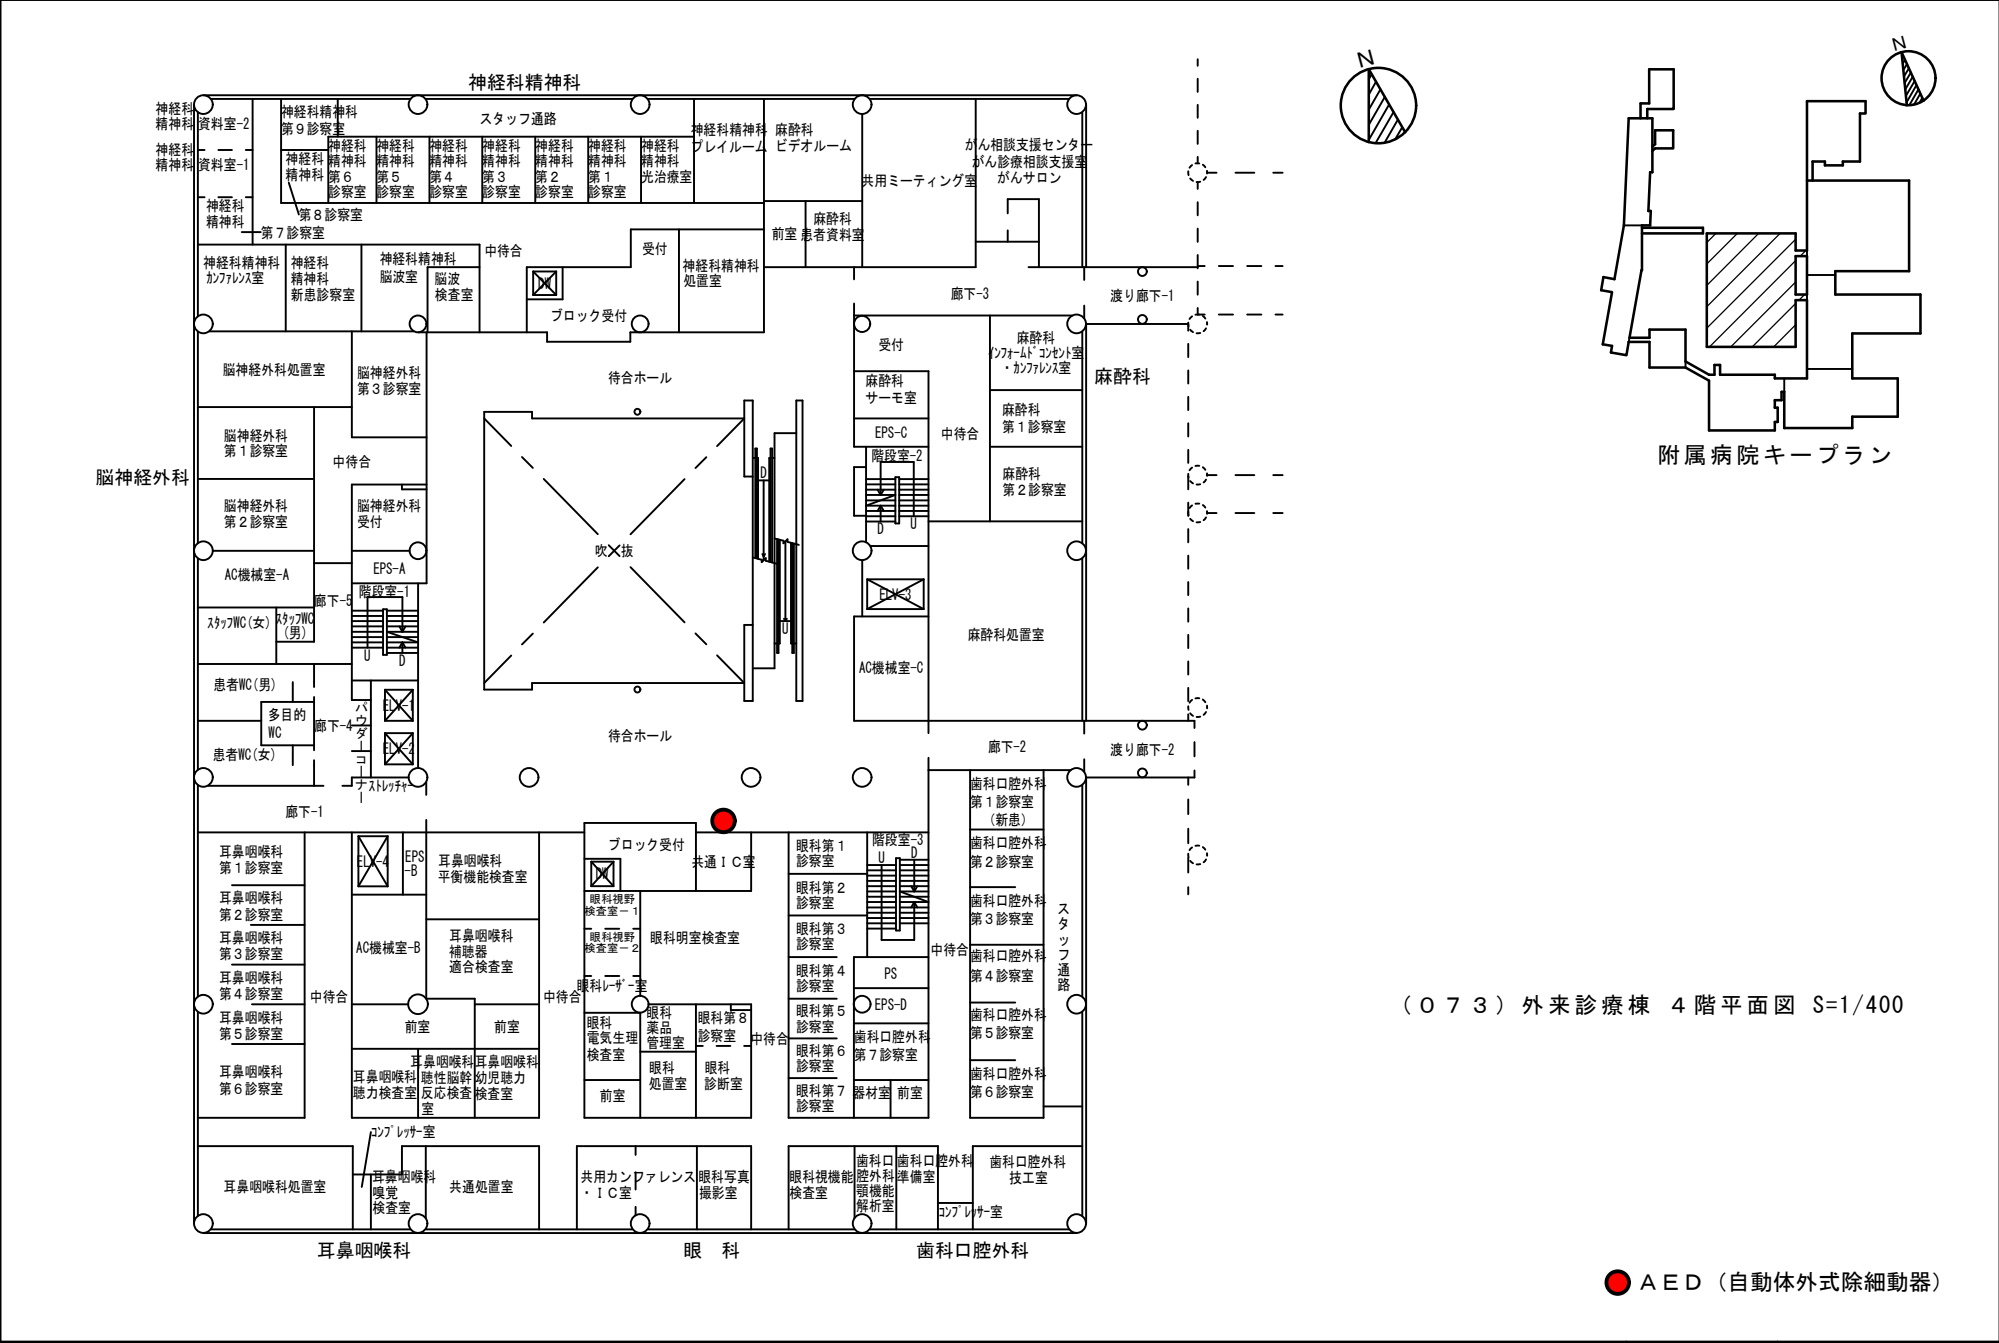 神経科精神科
神経科
精神科
資料室-2
神経科
精神科
資料室-1
神経科
精神科
第７診察室
神経科精神科
第９診察室
神経科
精神科
第８診察室
スタッフ通路
神経科
精神科
第６
診察室
神経科
精神科
第５
診察室
神経科
精神科
第４
診察室
神経科
精神科
第３
診察室
神経科
精神科
第２
診察室
神経科
精神科
第１
診察室
神経科
精神科
光治療室
神経科精神科
プレイルーム
麻酔科
ビデオルーム
共用ミーティング室
がん相談支援センター
がん診療相談支援室
がんサロン
前室
麻酔科
患者資料室
神経科精神科
ｶﾝﾌｧﾚﾝｽ室
神経科
精神科
新患診察室
神経科精神科
脳波室
脳波
検査室
中待合
DW
ブロック受付
受付
神経科精神科
処置室
廊下-3
渡り廊下-1
脳神経外科
脳神経外科処置室
脳神経外科
第３診察室
脳神経外科
第１診察室
中待合
脳神経外科
第２診察室
脳神経外科
受付
AC機械室-A
EPS-A
階段室-1
廊下-5
ｽﾀｯﾌWC(女)
ｽﾀｯﾌWC
(男)
U
D
患者WC(男)
多目的
WC
患者WC(女)
廊下-4
パウダーコーナー
ELV-1
ELV-2
ｽﾄﾚｯﾁｬｰ
廊下-1
待合ホール
吹 抜
D
U
待合ホール
受付
麻酔科
ｲﾝﾌｫｰﾑﾄﾞｺﾝｾﾝﾄ室
・ｶﾝﾌｧﾚﾝｽ室
麻酔科
麻酔科
サーモ室
EPS-C
中待合
麻酔科
第１診察室
階段室-2
麻酔科
第２診察室
D
U
ELV-3
麻酔科処置室
AC機械室-C
廊下-2
渡り廊下-2
耳鼻咽喉科
第１診察室
耳鼻咽喉科
第２診察室
耳鼻咽喉科
第３診察室
耳鼻咽喉科
第４診察室
耳鼻咽喉科
第５診察室
耳鼻咽喉科
第６診察室
中待合
ELV-4
EPS
-B
耳鼻咽喉科
平衡機能検査室
AC機械室-B
耳鼻咽喉科
補聴器
適合検査室
前室
前室
耳鼻咽喉科
聴力検査室
耳鼻咽喉科
聴性脳幹
反応検査
室
耳鼻咽喉科
幼児聴力
検査室
中待合
ブロック受付
DW
共通ＩＣ室
眼科視野
検査室－１
眼科視野
検査室－２
眼科明室検査室
眼科ﾚｰｻﾞｰ室
眼科
電気生理
検査室
前室
眼科
薬品
管理室
眼科
処置室
眼科第８
診察室
眼科
診断室
中待合
眼科第１
診察室
眼科第２
診察室
眼科第３
診察室
眼科第４
診察室
眼科第５
診察室
眼科第６
診察室
眼科第７
診察室
階段室-3
U
D
PS
EPS-D
歯科口腔外科
第７診察室
器材室
前室
中待合
歯科口腔外科
第１診察室
(新患)
歯科口腔外科
第２診察室
歯科口腔外科
第３診察室
歯科口腔外科
第４診察室
歯科口腔外科
第５診察室
歯科口腔外科
第６診察室
スタッフ通路
ｺﾝﾌﾟﾚｯｻｰ室
耳鼻咽喉科処置室
耳鼻咽喉科
嗅覚
検査室
共通処置室
共用カンファレンス
・ＩＣ室
眼科写真
撮影室
眼科視機能
検査室
歯科口
腔外科
顎機能
解析室
歯科口腔外科
準備室
ｺﾝﾌﾟﾚｯｻｰ室
歯科口腔外科
技工室
耳鼻咽喉科
眼　科
歯科口腔外科
N
N
附属病院キープラン
（０７３）外来診療棟 ４階平面図 S=1/400
ＡＥＤ（自動体外式除細動器）